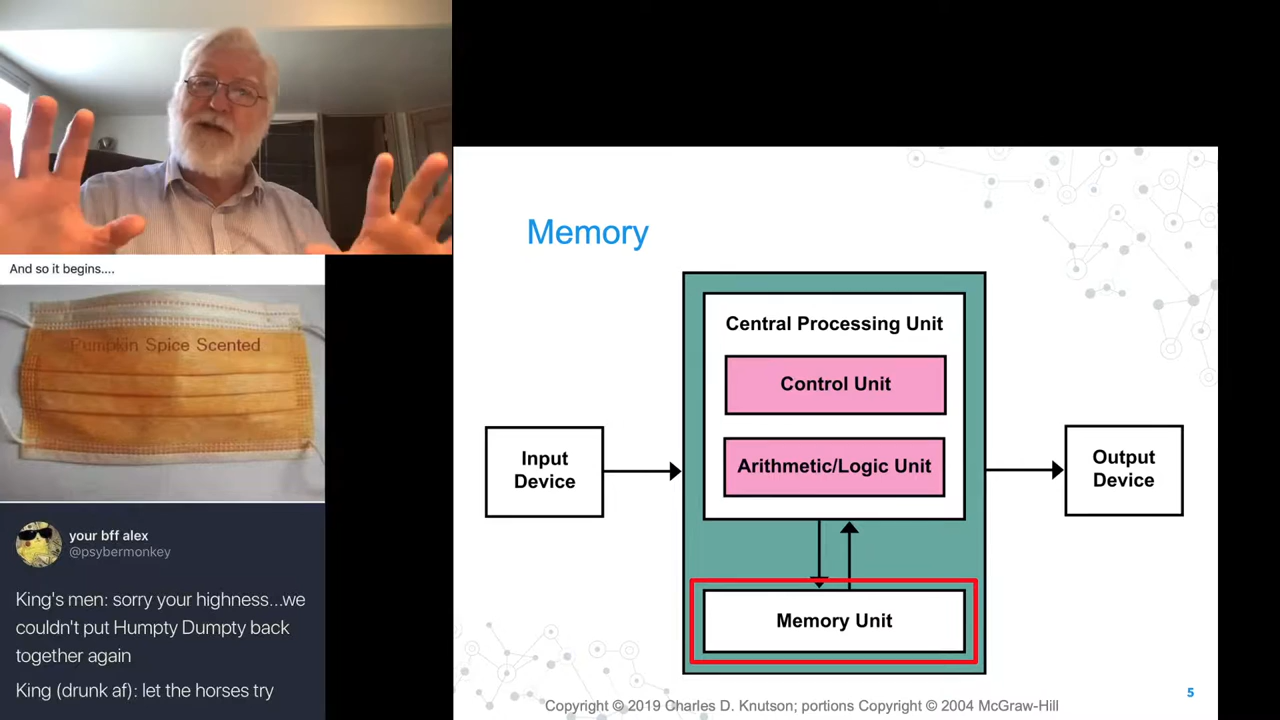 And so it begins....
Pumpkin Spice Scented
your bff alex
@psybermonkey
King's men: sorry your highness...we
couldn't put Humpty Dumpty back
together again
King (drunk af): let the horses try
Memory
Central Processing Unit
Control Unit
Arithmetic/Logic Unit
Input
Device
Output
Device
Memory Unit
5
Copyright © 2019 Charles D. Knutson; portions Copyright © 2004 McGraw-Hill